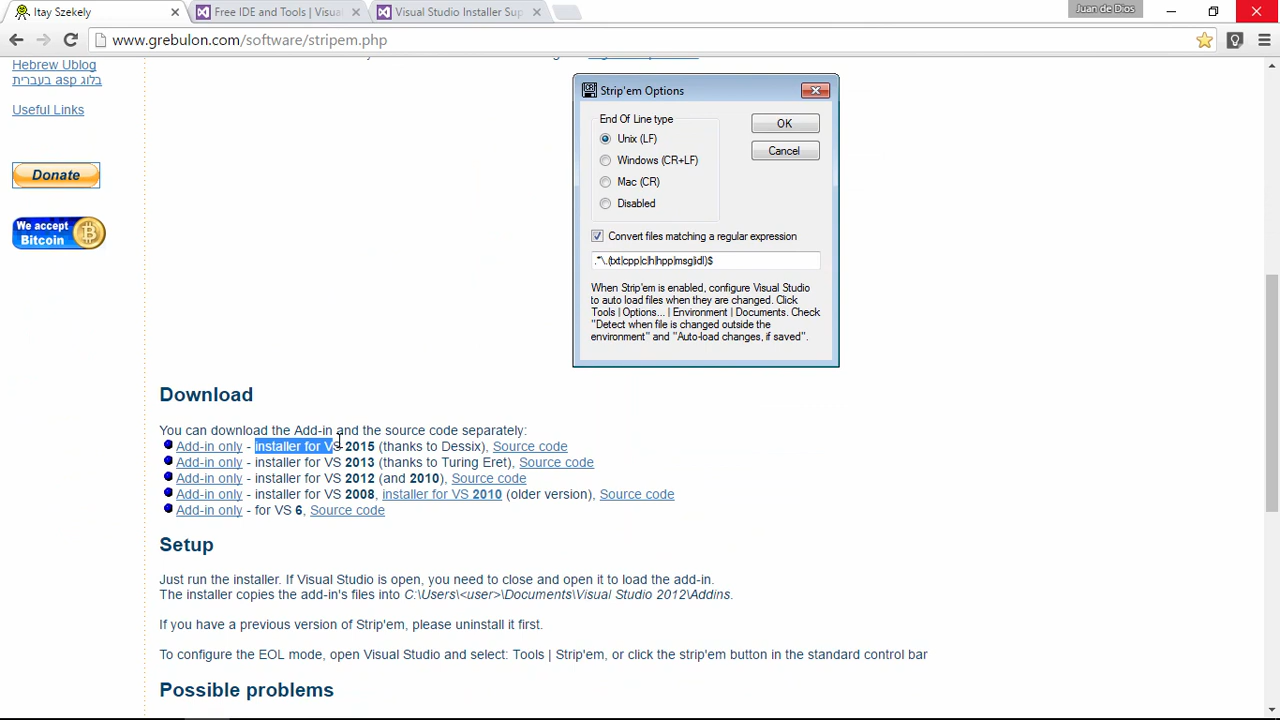 Itay Szekely
Free IDE and Tools | Visual
Visual Studio Installer Sup
Juan de Dios
www.grebulon.com/software/stripem.php
Hebrew Ublog
בלוג asp בעברית
Useful Links
Donate
We accept
Bitcoin
Strip'em Options
End Of Line type
Unix (LF)
Windows (CR+LF)
Mac (CR)
Disabled
OK
Cancel
Convert files matching a regular expression
.*\.(txt|cpp|c|h|hpp|msg|idl)$
When Strip'em is enabled, configure Visual Studio
to auto load files when they are changed. Click
Tools | Options... | Environment | Documents. Check
"Detect when file is changed outside the
environment" and "Auto-load changes, if saved".
Download
You can download the Add-in and the source code separately:
Add-in only - installer for VS 2015 (thanks to Dessix), Source code
Add-in only - installer for VS 2013 (thanks to Turing Eret), Source code
Add-in only - installer for VS 2012 (and 2010), Source code
Add-in only - installer for VS 2008, installer for VS 2010 (older version), Source code
Add-in only - for VS 6, Source code
Setup
Just run the installer. If Visual Studio is open, you need to close and open it to load the add-in.
The installer copies the add-in's files into C:\Users\<user>\Documents\Visual Studio 2012\Addins.
If you have a previous version of Strip'em, please uninstall it first.
To configure the EOL mode, open Visual Studio and select: Tools | Strip'em, or click the strip'em button in the standard control bar
Possible problems